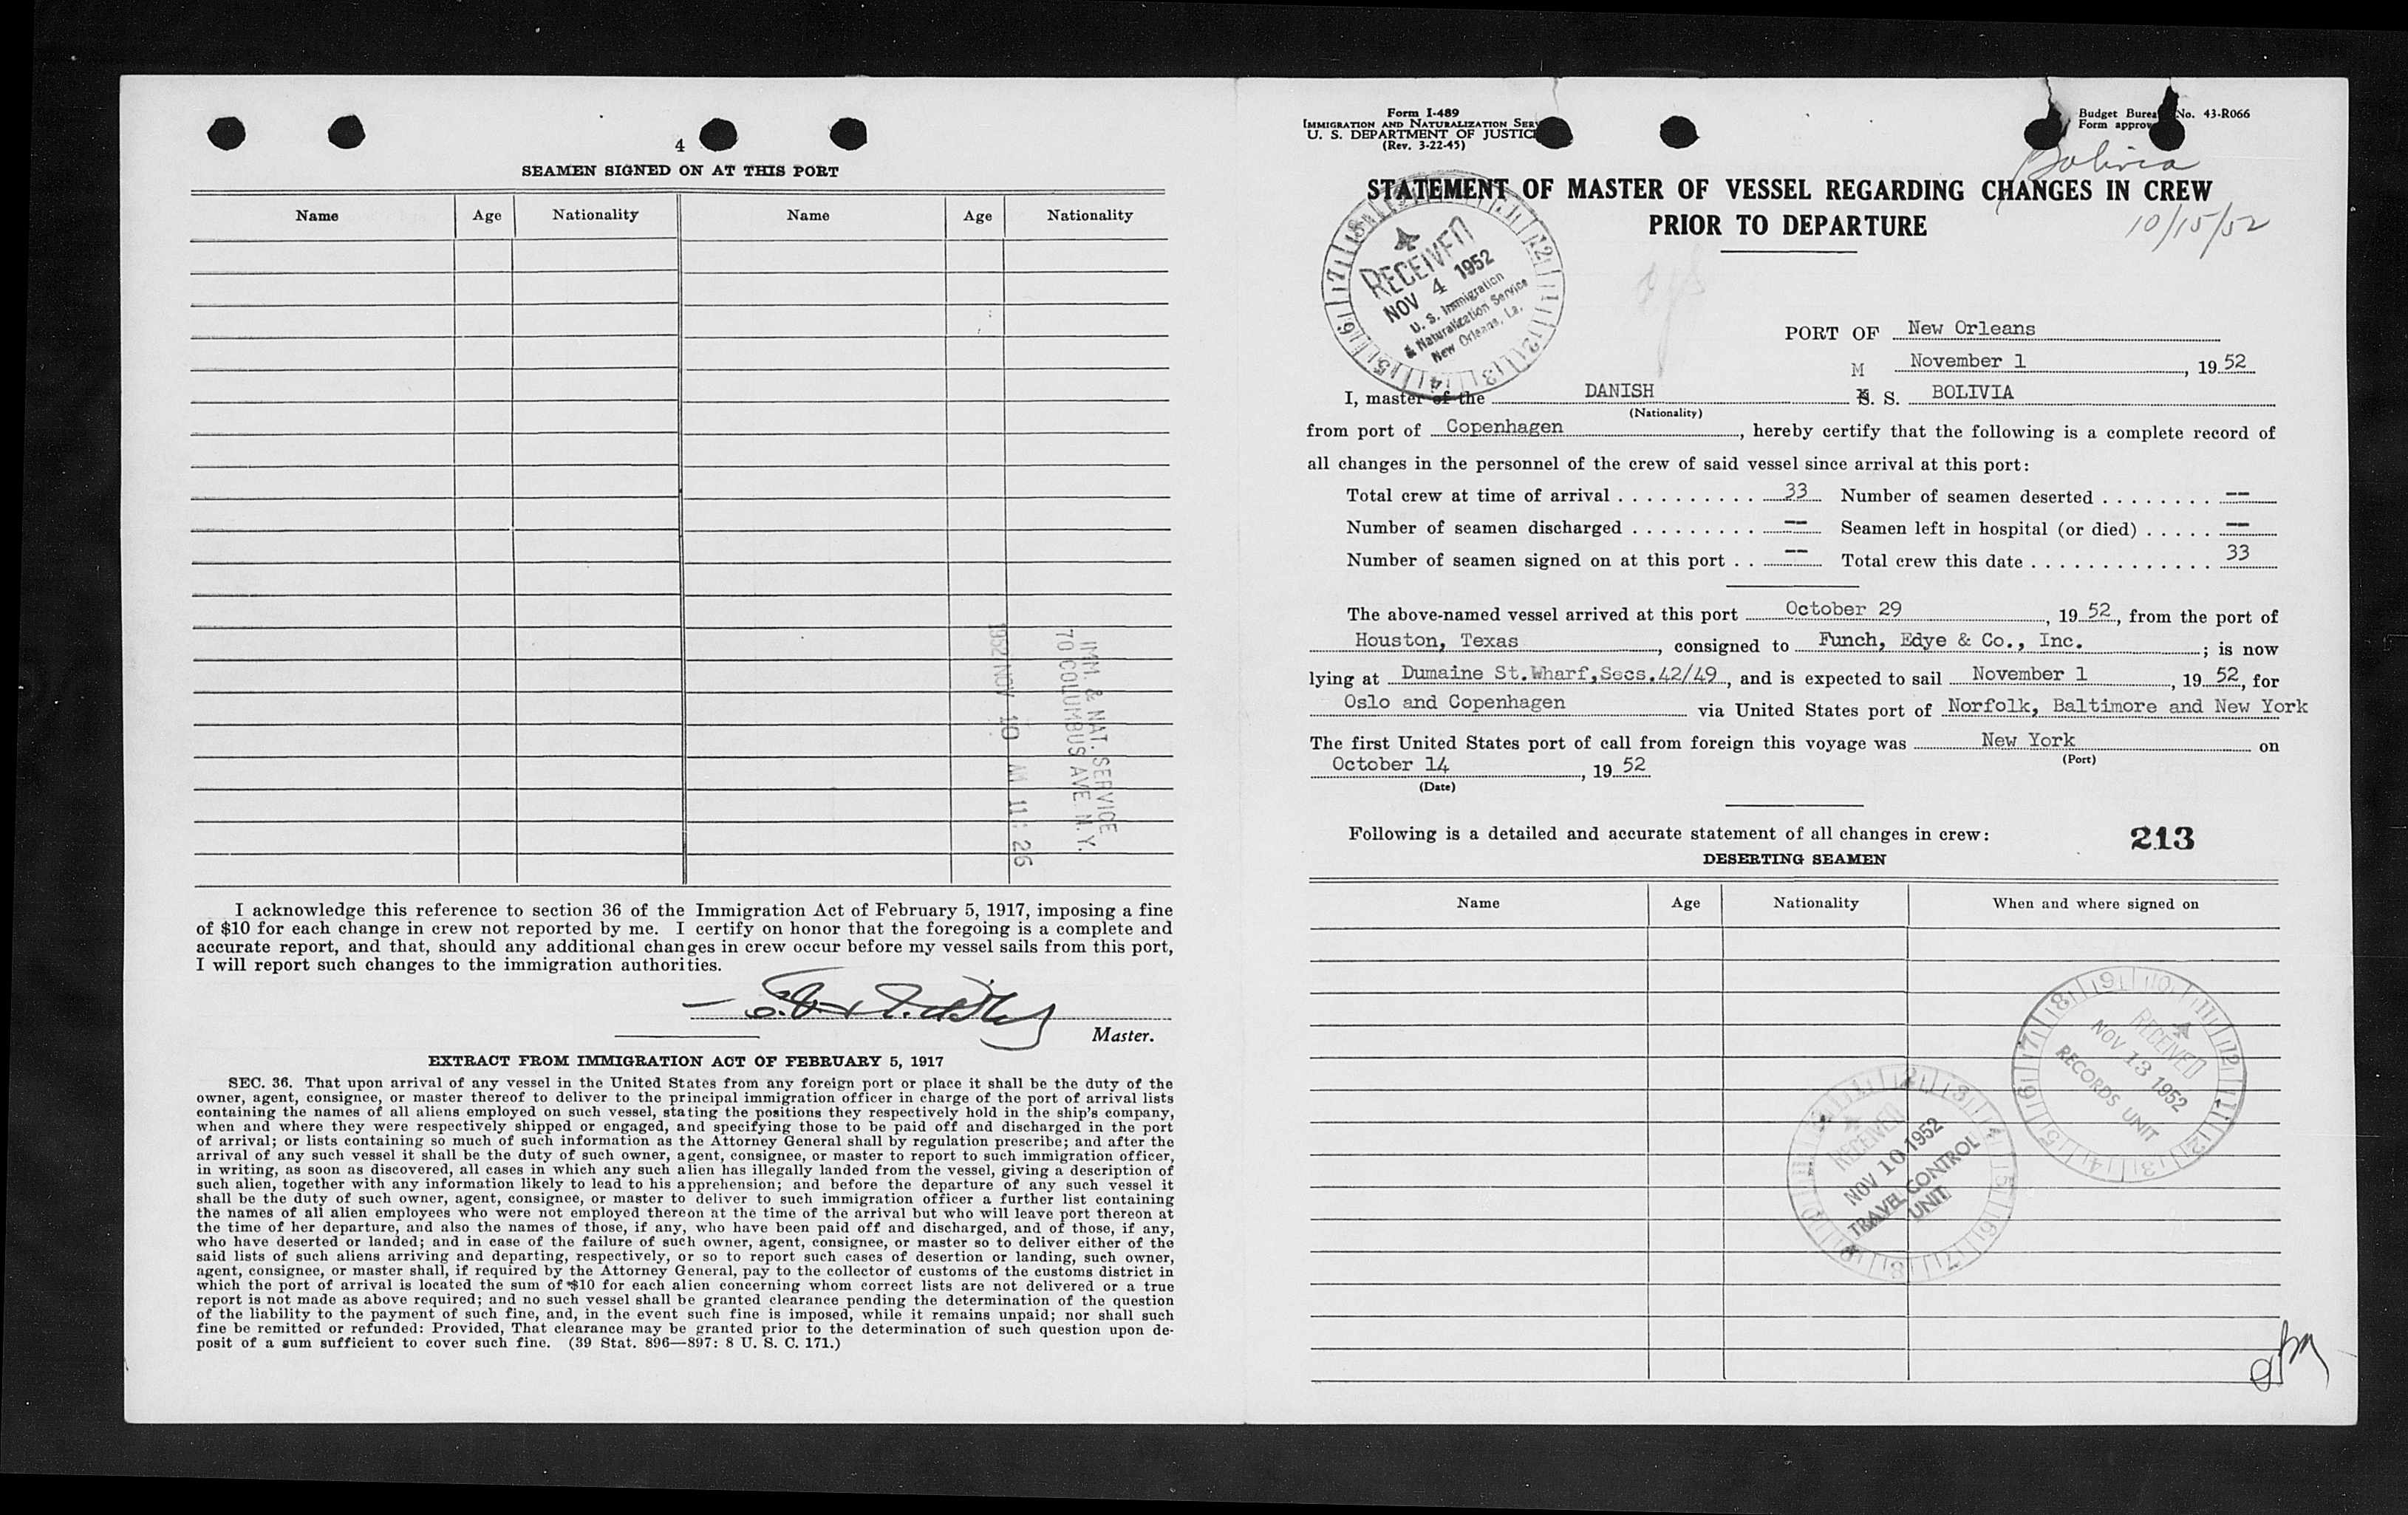 4
SEAMEN SIGNED ON AT THIS PORT
Name Age Nationality Name Age Nationality
IMM. & NAT. SERVICE
70 COLUMBUS AVE N. Y.
1952 NOV 10 AM 11 : 26
I acknowledge this reference to section 36 of the Immigration Act of February 5, 1917, imposing a fine
of $10 for each change in crew not reported by me. I certify on honor that the foregoing is a complete and
accurate report, and that, should any additional changes in crew occur before my vessel sails from this port,
I will report such changes to the immigration authorities.
Master.
EXTRACT FROM IMMIGRATION ACT OF FEBRUARY 5, 1917
SEC. 36. That upon arrival of any vessel in the United States from any foreign port or place it shall be the duty of the
owner, agent, consignee, or master thereof to deliver to the principal immigration officer in charge of the port of arrival lists
containing the names of all aliens employed on such vessel, stating the positions they respectively hold in the ship's company,
when and where they were respectively shipped or engaged, and specifying those to be paid off and discharged in the port
of arrival; or lists containing so much of such information as the Attorney General shall by regulation prescribe; and after the
arrival of any such vessel it shall be the duty of such owner, agent, consignee, or master to report to such immigration officer,
in writing, as soon as discovered, all cases in which any such alien has illegally landed from the vessel, giving a description of
such alien, together with any information likely to lead to his apprehension; and before the departure of any such vessel it
shall be the duty of such owner, agent, consignee, or master to deliver to such immigration officer a further list containing
the names of all alien employees who were not employed thereon at the time of the arrival but who will leave port thereon at
the time of her departure, and also the names of those, if any, who have been paid off and discharged, and of those, if any,
who have deserted or landed; and in case of the failure of such owner, agent, consignee, or master so to deliver either of the
said lists of such aliens arriving and departing, respectively, or so to report such cases of desertion or landing, such owner,
agent, consignee, or master shall, if required by the Attorney General, pay to the collector of customs of the customs district in
which the port of arrival is located the sum of $10 for each alien concerning whom correct lists are not delivered or a true
report is not made as above required; and no such vessel shall be granted clearance pending the determination of the question
of the liability to the payment of such fine, and, in the event such fine is imposed, while it remains unpaid; nor shall such
fine be remitted or refunded: Provided, That clearance may be granted prior to the determination of such question upon de-
posit of a sum sufficient to cover such fine. (39 Stat. 896—897: 8 U. S. C. 171.)
Form I-489
IMMIGRATION AND NATURALIZATION SER
U. S. DEPARTMENT OF JUSTIC
(Rev. 3-22-45)
Budget Burea No. 43-R066
Form approv
Bolivia
STATEMENT OF MASTER OF VESSEL REGARDING CHANGES IN CREW
PRIOR TO DEPARTURE
10/15/52
RECEIVED
NOV 4 1952
U. S. Immigration
& Naturalization Service
New Orleans, La.
PORT OF New Orleans
M November 1, 1952
I, master of the DANISH S. S. BOLIVIA
(Nationality)
from port of Copenhagen, hereby certify that the following is a complete record of
all changes in the personnel of the crew of said vessel since arrival at this port:
Total crew at time of arrival . . . . . . . . . . 33 Number of seamen deserted . . . . . . . . --
Number of seamen discharged . . . . . . . . . -- Seamen left in hospital (or died) . . . . . --
Number of seamen signed on at this port . . -- Total crew this date . . . . . . . . . . . . . 33
The above-named vessel arrived at this port October 29, 1952, from the port of
Houston, Texas, consigned to Funch, Edye & Co., Inc.; is now
lying at Dumaine St.Wharf,Secs.42/49, and is expected to sail November 1, 1952, for
Oslo and Copenhagen via United States port of Norfolk, Baltimore and New York
The first United States port of call from foreign this voyage was New York on
(Port)
October 14, 1952
(Date)
Following is a detailed and accurate statement of all changes in crew: 213
DESERTING SEAMEN
Name Age Nationality When and where signed on
RECEIVED
NOV 13 1952
RECORDS UNIT
RECEIVED
NOV 10 1952
TRAVEL CONTROL
UNIT